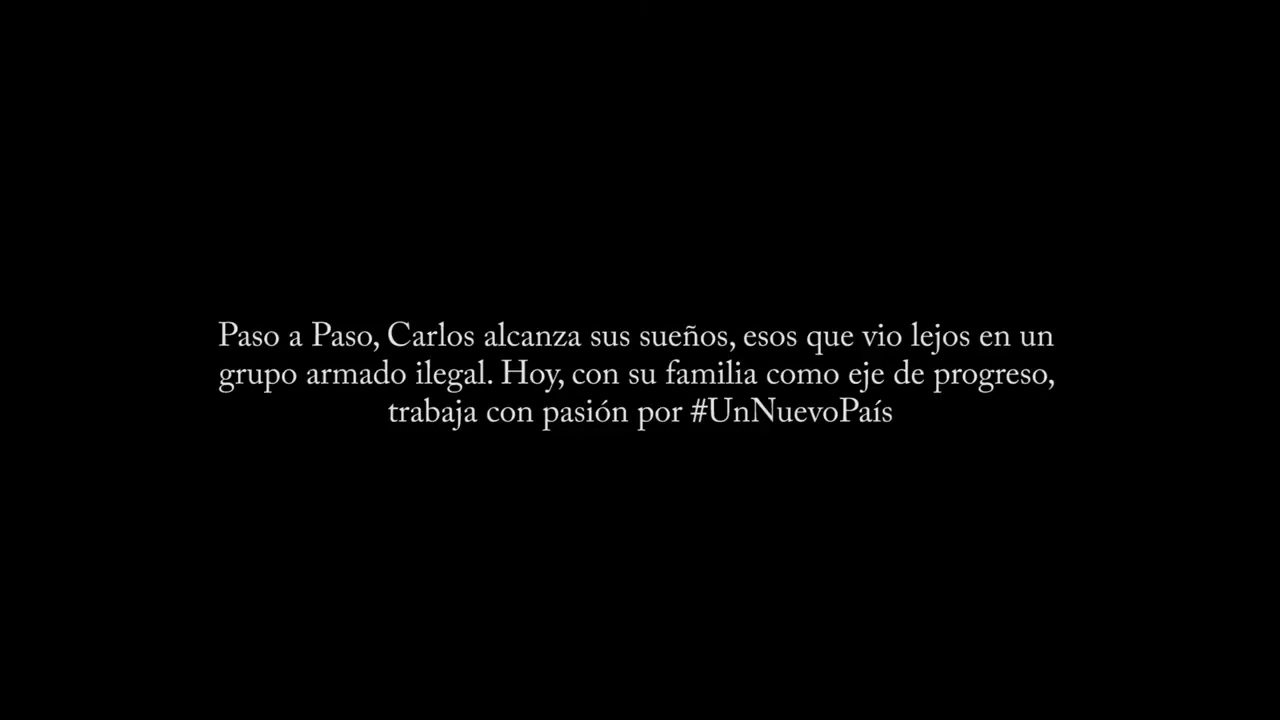 Paso a Paso, Carlos alcanza sus sueños, esos que vio lejos en un
grupo armado ilegal. Hoy, con su familia como eje de progreso,
trabaja con pasión por #UnNuevoPaís